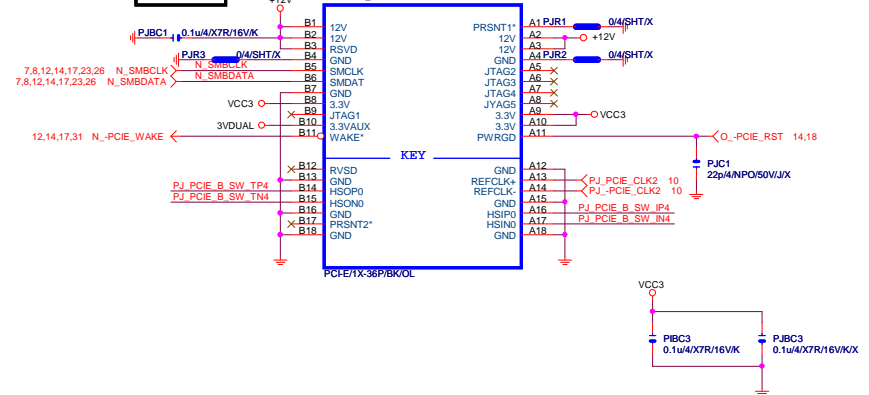 +12V
PJBC1 0.1u/4/X7R/16V/K
PJR3 0/4/SHT/X
7,8,12,14,17,23,26 N_SMBCLK N_SMBCLK
7,8,12,14,17,23,26 N_SMBDATA N_SMBDATA
VCC3
3VDUAL
12,14,17,31 N_-PCIE_WAKE
PJ_PCIE_B_SW_TP4
PJ_PCIE_B_SW_TN4
B1 12V
B2 12V
B3 RSVD
B4 GND
B5 SMCLK
B6 SMDAT
B7 GND
B8 3.3V
B9 JTAG1
B10 3.3VAUX
B11 WAKE*
KEY
B12 RVSD
B13 GND
B14 HSOP0
B15 HSON0
B16 GND
B17 PRSNT2*
B18 GND
PRSNT1* A1 PJR1 0/4/SHT/X
12V A2 +12V
12V A3
GND A4 PJR2 0/4/SHT/X
JTAG2 A5
JTAG3 A6
JTAG4 A7
JYAG5 A8
3.3V A9 VCC3
3.3V A10
PWRGD A11 O_-PCIE_RST 14,18
PJC1
22p/4/NPO/50V/J/X
GND A12
REFCLK+ A13 PJ_PCIE_CLK2 10
REFCLK- A14 PJ_-PCIE_CLK2 10
GND A15
HSIP0 A16 PJ_PCIE_B_SW_IP4
HSIN0 A17 PJ_PCIE_B_SW_IN4
GND A18
PCI-E/1X-36P/BK/OL
VCC3
PIBC3
0.1u/4/X7R/16V/K
PJBC3
0.1u/4/X7R/16V/K/X